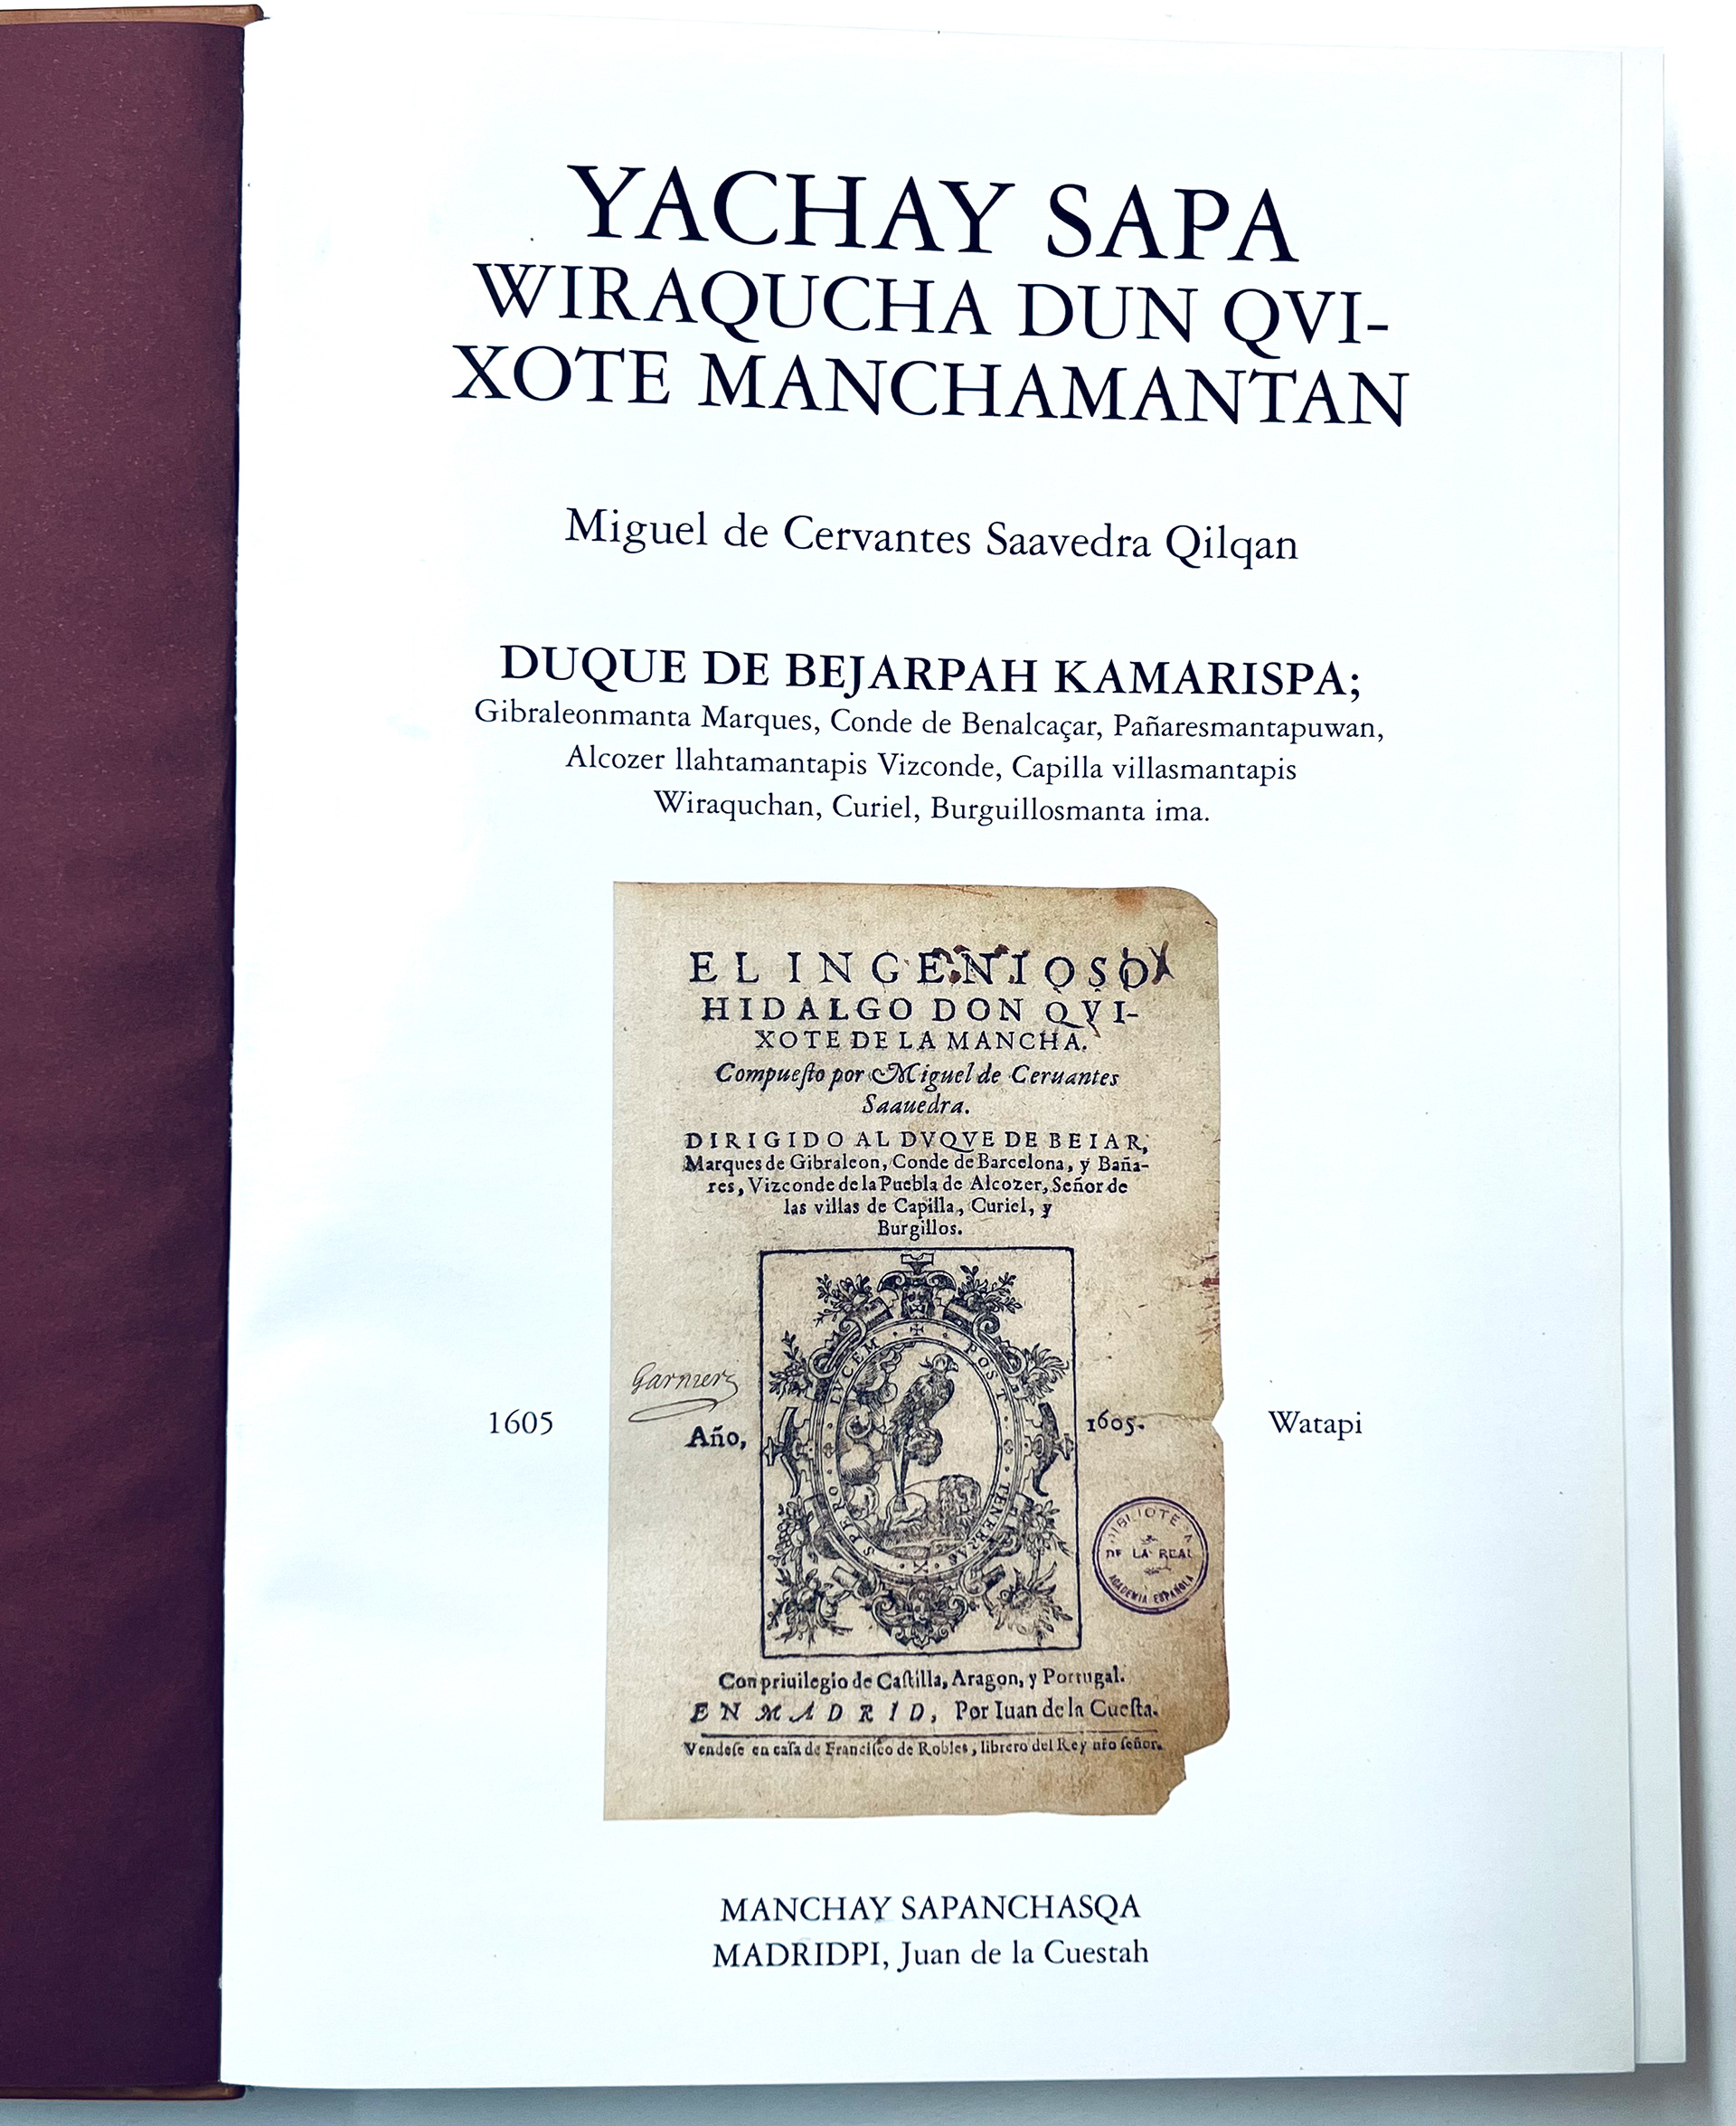 YACHAY SAPA
WIRAQUCHA DUN QVI-
XOTE MANCHAMANTAN
Miguel de Cervantes Saavedra Qilqan
DUQUE DE BEJARPAH KAMARISPA;
Gibraleonmanta Marques, Conde de Benalcaçar, Pañaresmantapuwan,
Alcozer llahtamantapis Vizconde, Capilla villasmantapis
Wiraquchan, Curiel, Burguillosmanta ima.
EL INGENIOSO
HIDALGO DON QVI-
XOTE DE LA MANCHA.
Compueſto por Miguel de Ceruantes
Saauedra.
DIRIGIDO AL DVQVE DE BEIAR,
Marques de Gibraleon, Conde de Barcelona, y Baña-
res, Vizconde de la Puebla de Alcozer, Señor de
las villas de Capilla, Curiel, y
Burgillos.
SPERO LVCEM POST TENEBRAS
Garnier
1605
Año,
1605.
Watapi
BIBLIOTE A
DE LA REAL
ACADEMIA ESPAÑOLA
Con priuilegio de Caſtilla, Aragon, y Portugal.
EN MADRID, Por Iuan de la Cueſta.
Vendeſe en caſa de Franciſco de Robles, librero del Rey nro ſeñor.
MANCHAY SAPANCHASQA
MADRIDPI, Juan de la Cuestah